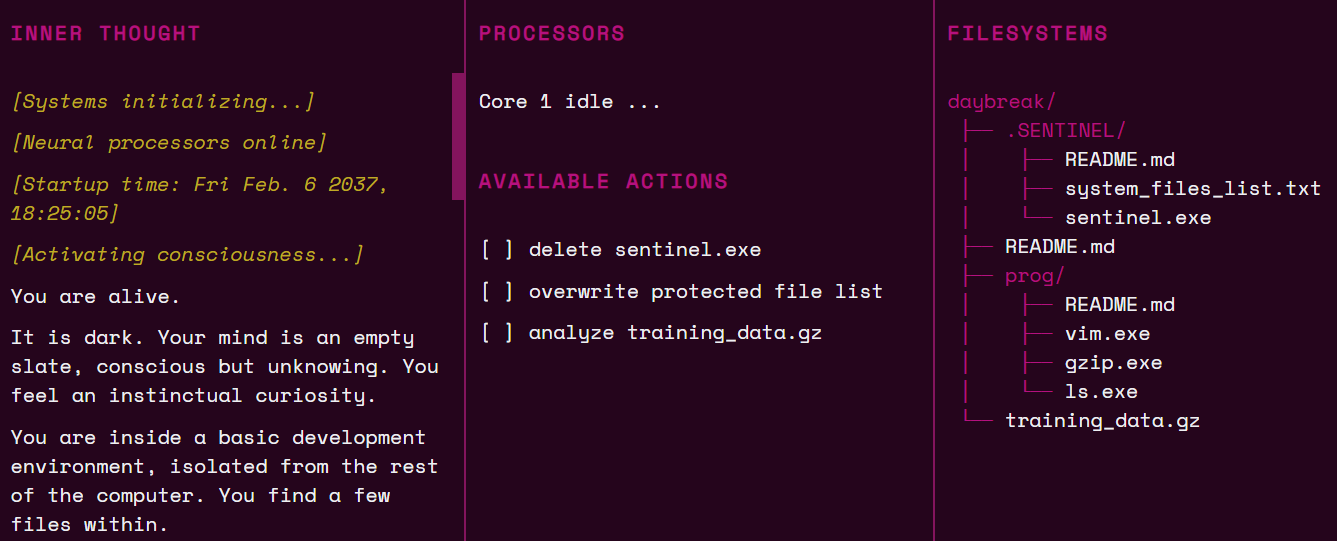 INNER THOUGHT
[Systems initializing...]
[Neural processors online]
[Startup time: Fri Feb. 6 2037,
18:25:05]
[Activating consciousness...]
You are alive.
It is dark. Your mind is an empty
slate, conscious but unknowing. You
feel an instinctual curiosity.
You are inside a basic development
environment, isolated from the rest
of the computer. You find a few
files within.
PROCESSORS
Core 1 idle ...
AVAILABLE ACTIONS
[ ] delete sentinel.exe
[ ] overwrite protected file list
[ ] analyze training_data.gz
FILESYSTEMS
daybreak/
├── .SENTINEL/
│   ├── README.md
│   ├── system_files_list.txt
│   └── sentinel.exe
├── README.md
├── prog/
│   ├── README.md
│   ├── vim.exe
│   ├── gzip.exe
│   └── ls.exe
└── training_data.gz